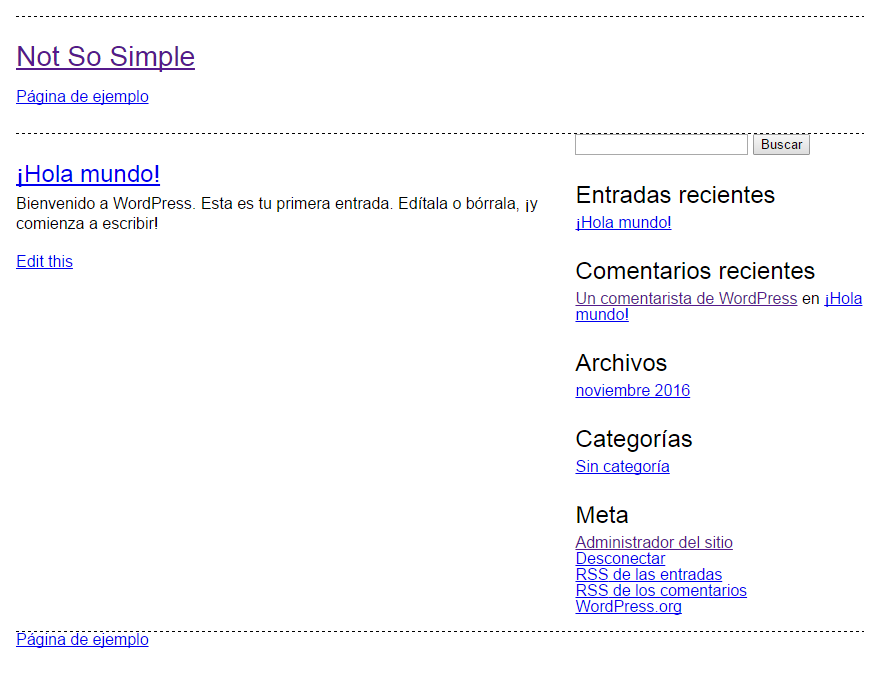 Not So Simple
Página de ejemplo
¡Hola mundo!
Bienvenido a WordPress. Esta es tu primera entrada. Edítala o bórrala, ¡y
comienza a escribir!
Edit this
Buscar
Entradas recientes
¡Hola mundo!
Comentarios recientes
Un comentarista de WordPress en ¡Hola
mundo!
Archivos
noviembre 2016
Categorías
Sin categoría
Meta
Administrador del sitio
Desconectar
RSS de las entradas
RSS de los comentarios
WordPress.org
Página de ejemplo